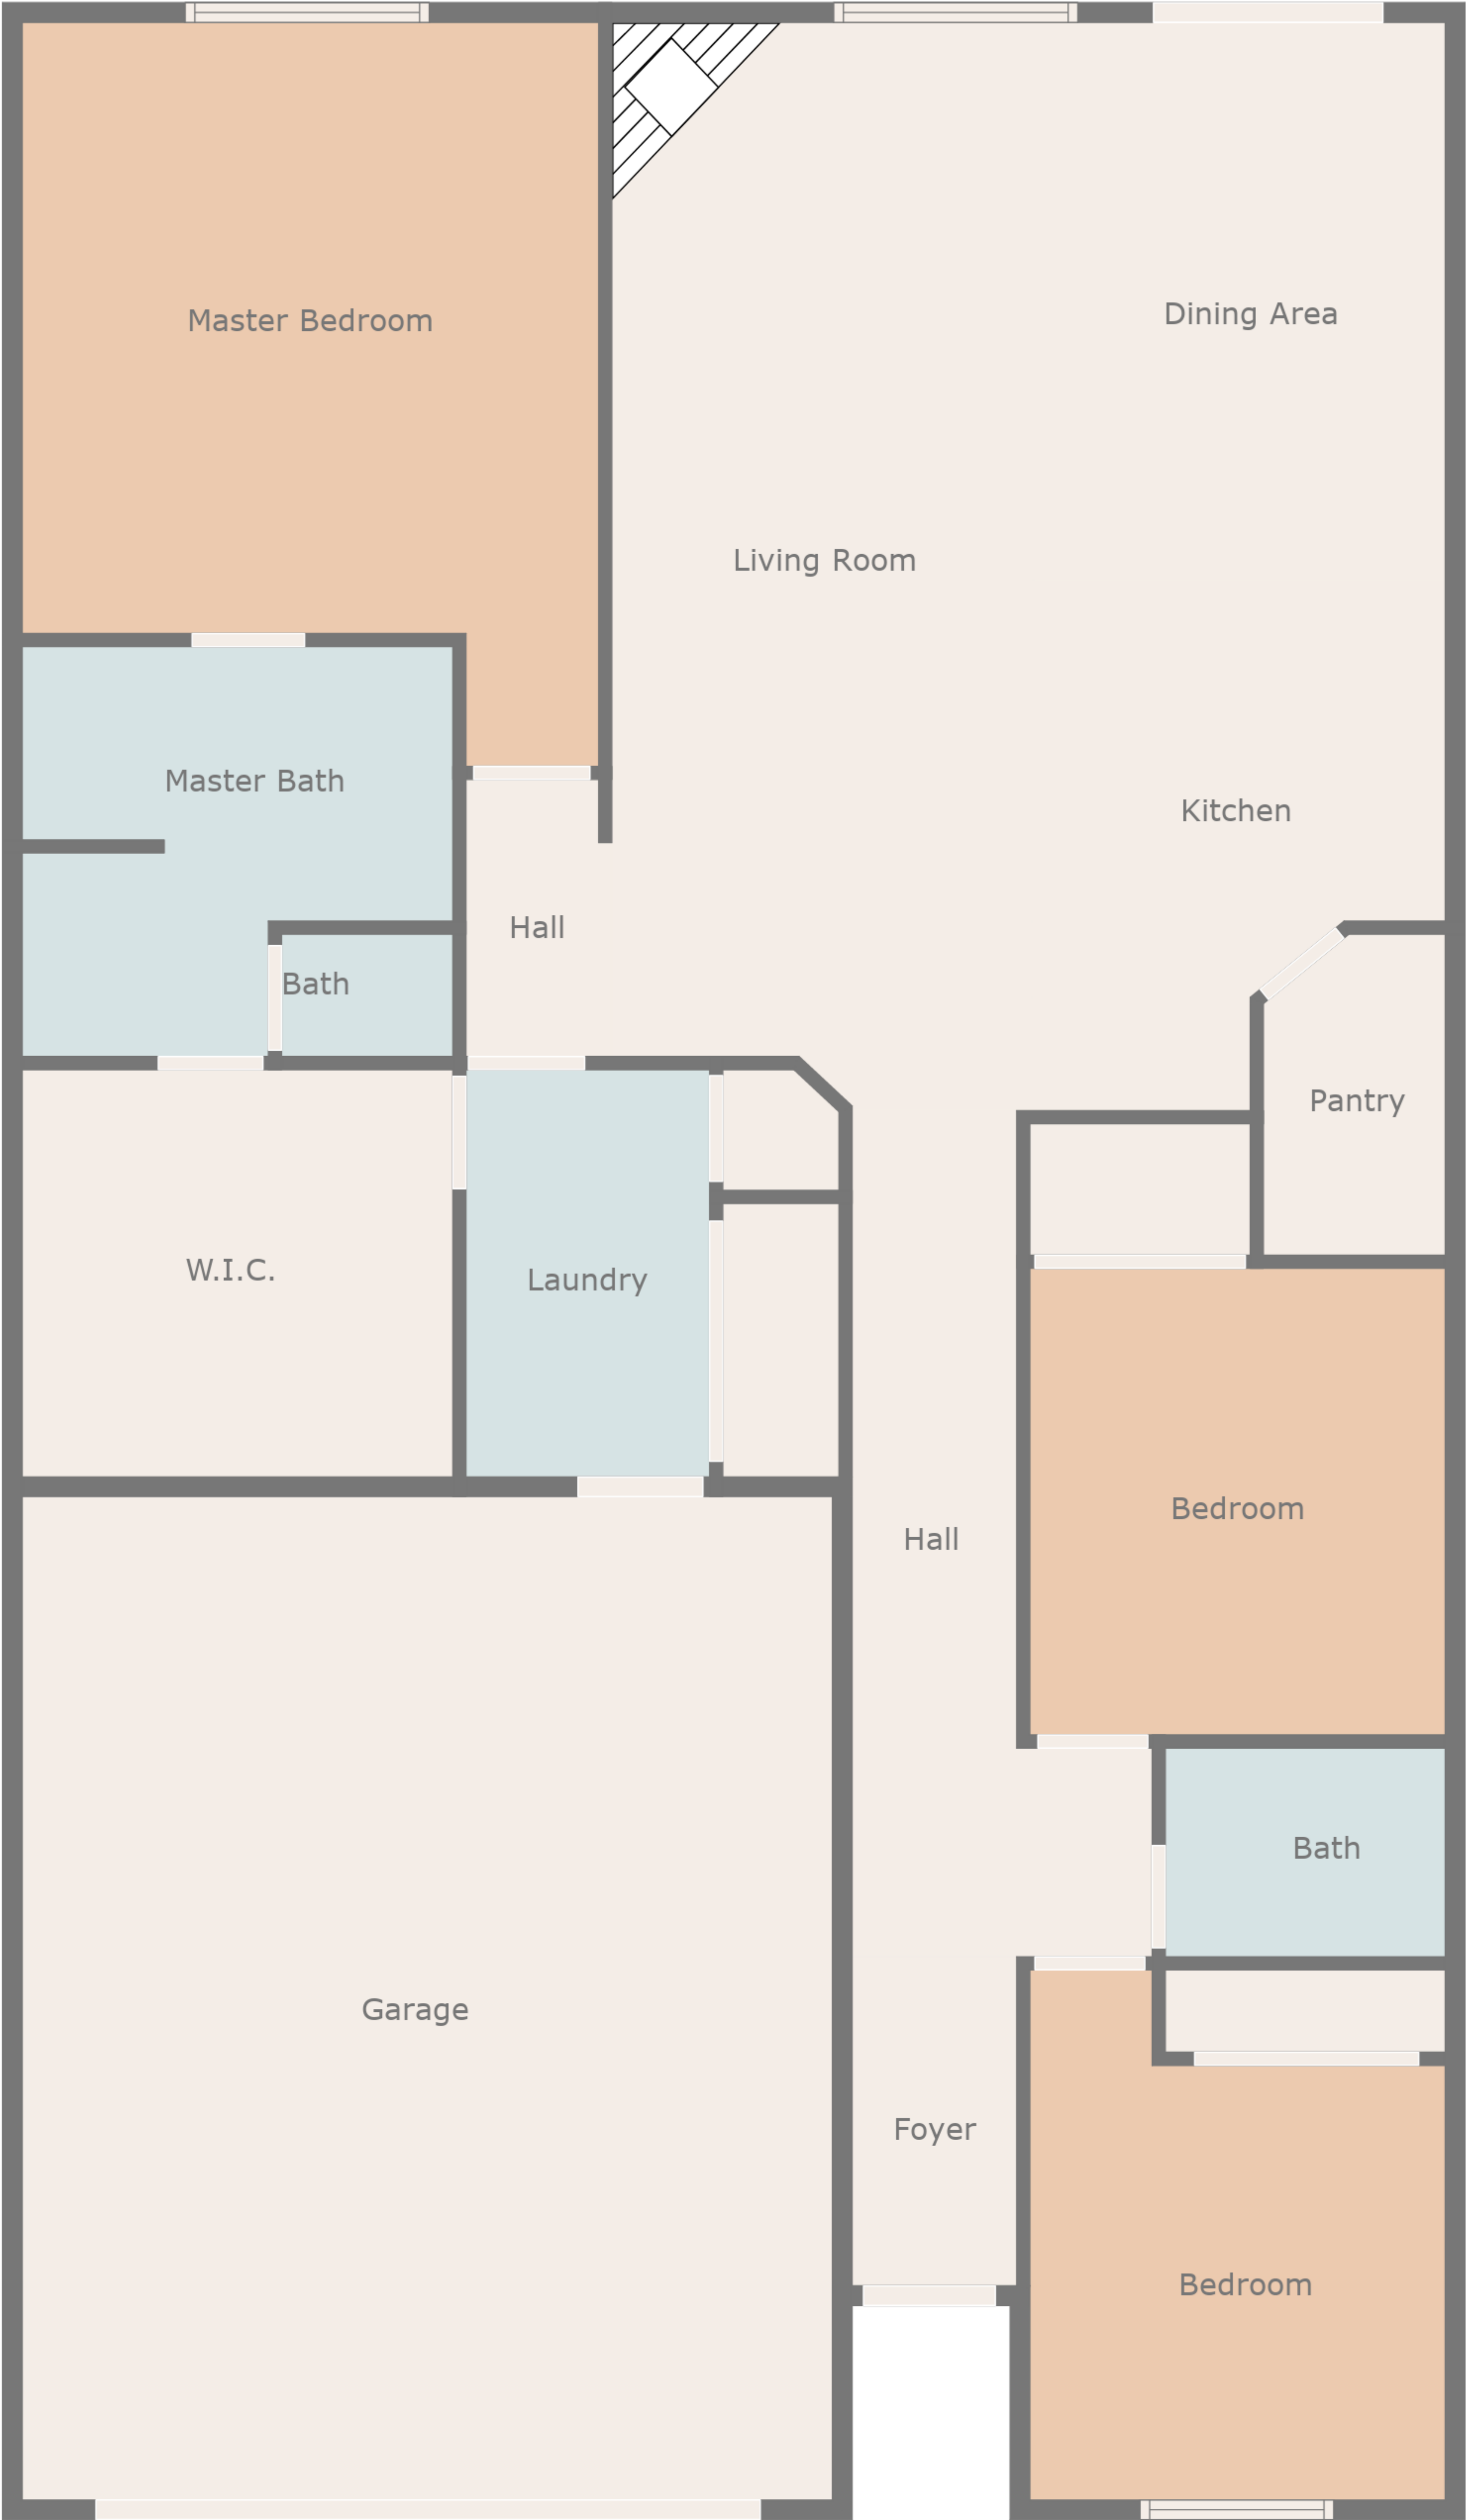 Dining Area
Master Bedroom
Living Room
Master Bath
Kitchen
Hall
Bath
Pantry
W.I.C.
Laundry
Bedroom
Hall
Bath
Garage
Foyer
Bedroom